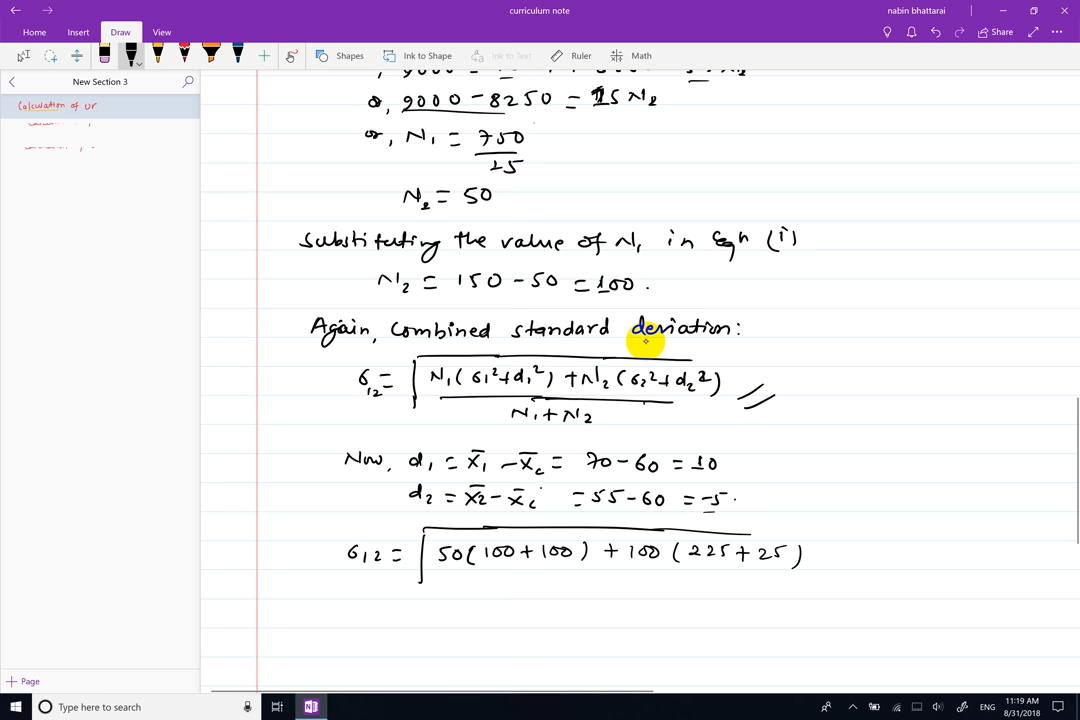 curriculum note
nabin bhattarai
Home Insert Draw View
Share
Shapes Ink to Shape Ink to Text Ruler Math
New Section 3
Calculation of ur
or, 9000 - 8250 = 15 N₂
or, N₁ = 750/15
N₂ = 50
Substituting the value of N₁ in Eqn (i)
N₂ = 150 - 50 = 100.
Again, Combined standard deviation:
σ₁₂ = √ N₁(σ₁²+d₁²) + N₂(σ₂²+d₂²) //
N₁+N₂
Now, d₁ = x̄₁ - x̄c = 70-60 = 10
d₂ = x̄₂ - x̄c = 55-60 = -5.
σ₁₂ = √ 50(100+100) + 100(225+25)
+ Page
Type here to search
ENG
11:19 AM
8/31/2018